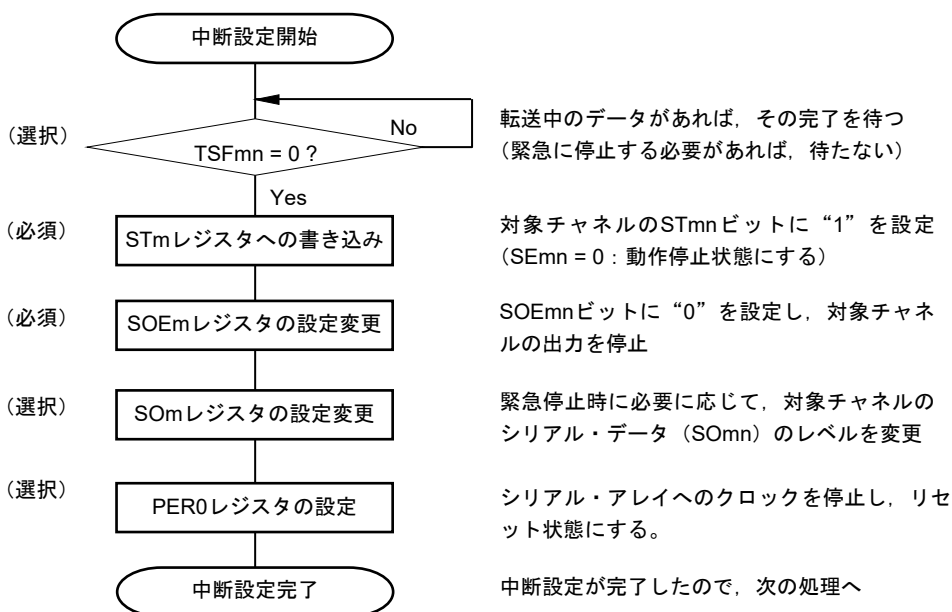 中断設定開始
No
(選択)
TSFmn = 0 ?
転送中のデータがあれば,その完了を待つ
(緊急に停止する必要があれば,待たない)
Yes
(必須)
STmレジスタへの書き込み
対象チャネルのSTmnビットに“1”を設定
(SEmn = 0:動作停止状態にする)
(必須)
SOEmレジスタの設定変更
SOEmnビットに“0”を設定し,対象チャネ
ルの出力を停止
(選択)
SOmレジスタの設定変更
緊急停止時に必要に応じて,対象チャネルの
シリアル・データ(SOmn)のレベルを変更
(選択)
PER0レジスタの設定
シリアル・アレイへのクロックを停止し,リセ
ット状態にする。
中断設定完了
中断設定が完了したので,次の処理へ